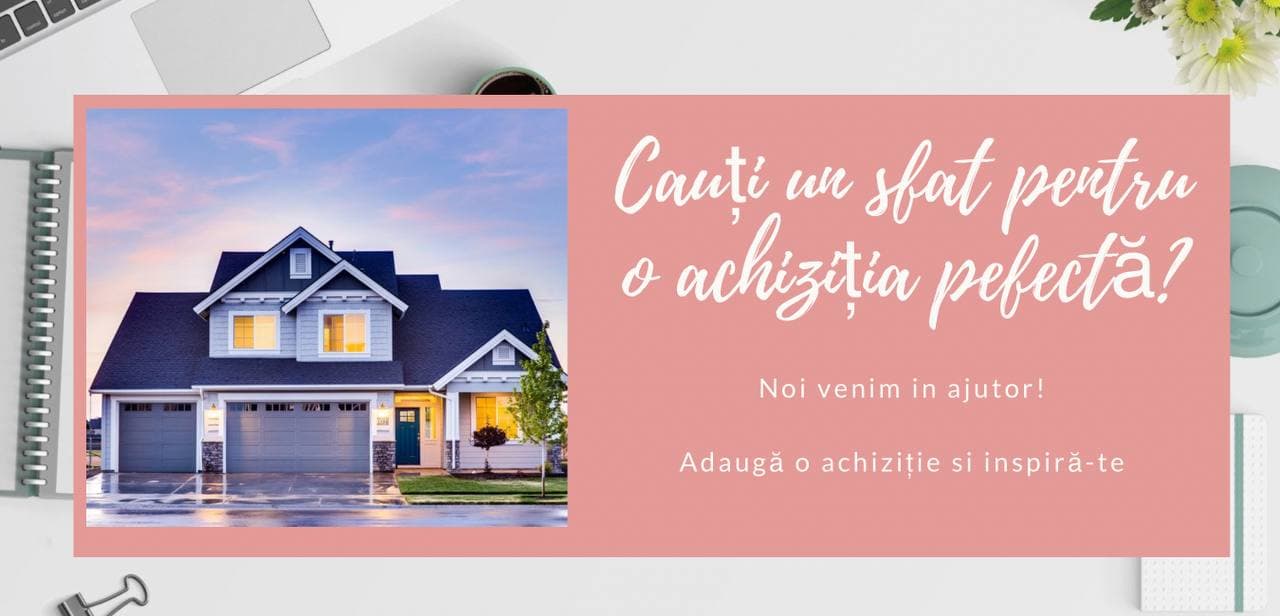 Cauți un sfat pentru
o achiziția pefectă?
Noi venim in ajutor!
Adaugă o achiziție si inspiră-te